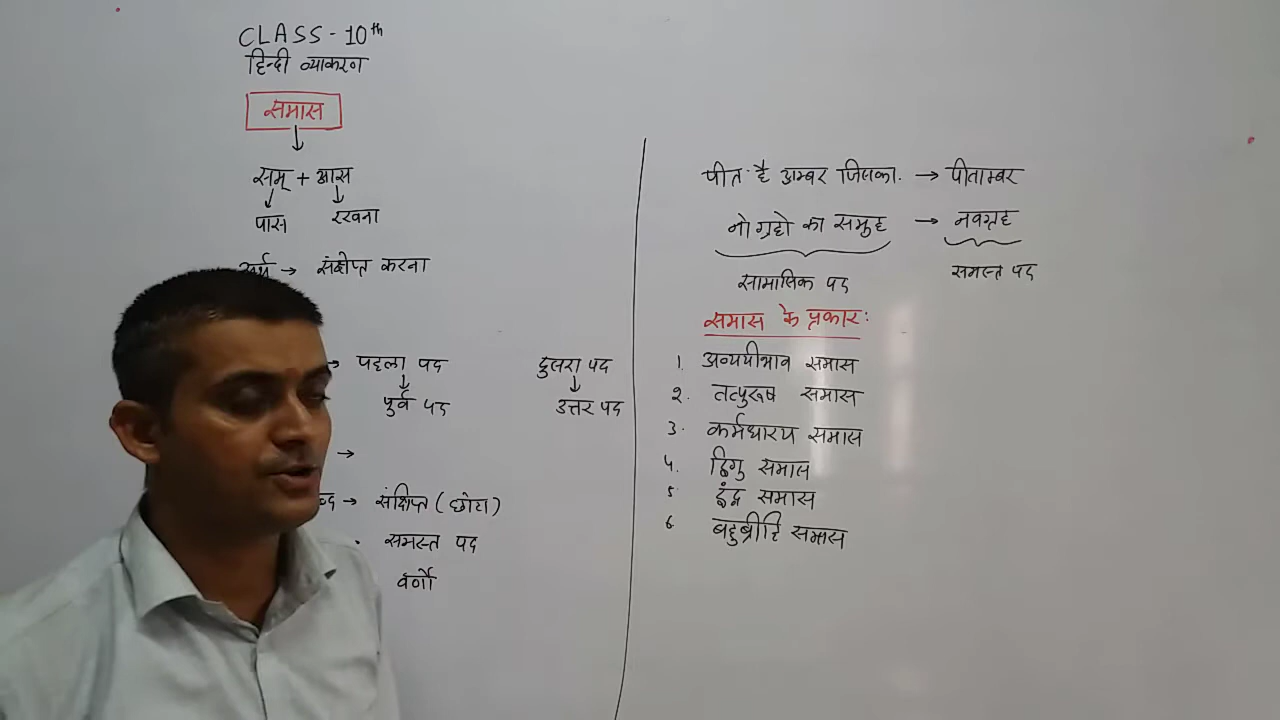 CLASS-10th
हिन्दी व्याकरण
समास
सम् + आस
पास रखना
अर्थ → संक्षेप्त करना
→ पहला पद दुसरा पद
पुर्व पद उत्तर पद
→
ब्द → संक्षिप्त (छोटा)
· समस्त पद
वर्णो
पीत है अम्बर जिसका. → पीताम्बर
नो ग्रहो का समुह → नवग्रह
सामासिक पद समस्त पद
समास के प्रकार:
1. अव्ययीभाव समास
2. तत्पुरूष समास
3. कर्मधारय समास
4. द्विगु समास
5 द्वंद्व समास
6 बहुब्रीहि समास